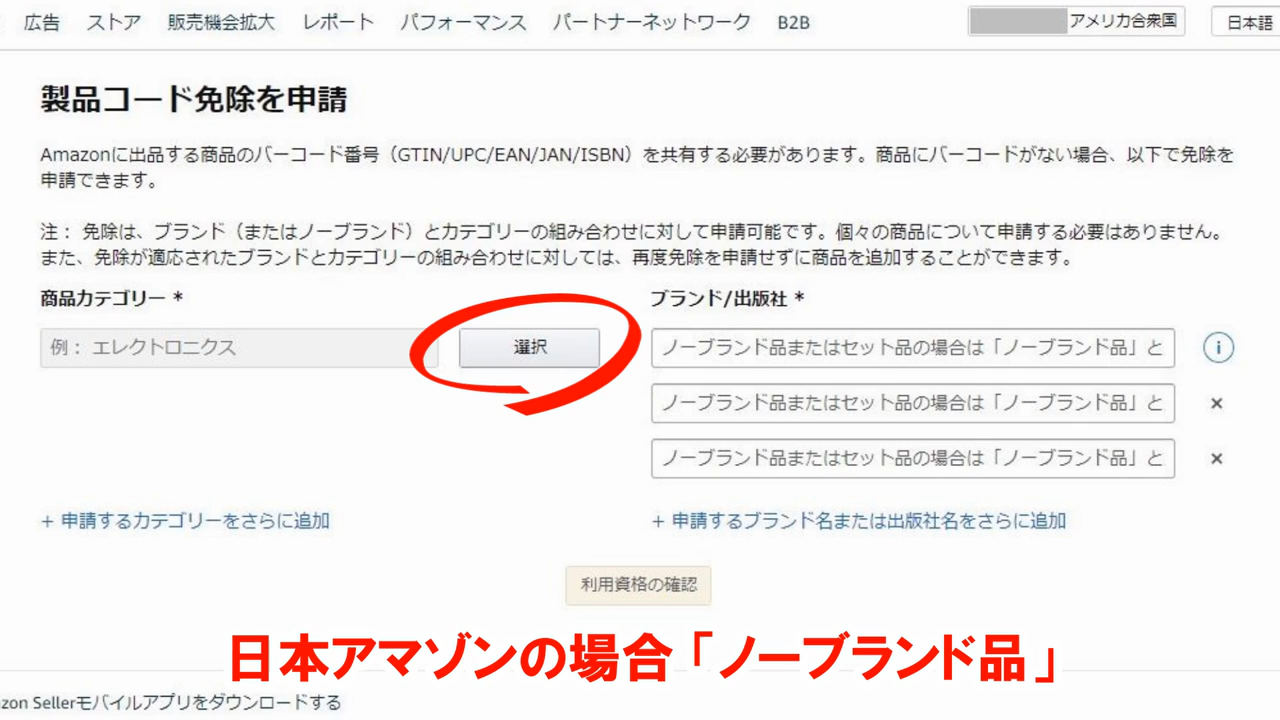 広告 ストア 販売機会拡大 レポート パフォーマンス パートナーネットワーク B2B アメリカ合衆国 日本語
製品コード免除を申請
Amazonに出品する商品のバーコード番号（GTIN/UPC/EAN/JAN/ISBN）を共有する必要があります。商品にバーコードがない場合、以下で免除を
申請できます。
注： 免除は、ブランド（またはノーブランド）とカテゴリーの組み合わせに対して申請可能です。個々の商品について申請する必要はありません。
また、免除が適応されたブランドとカテゴリーの組み合わせに対しては、再度免除を申請せずに商品を追加することができます。
商品カテゴリー * ブランド/出版社 *
例： エレクトロニクス 選択 ノーブランド品またはセット品の場合は「ノーブランド品」と i
ノーブランド品またはセット品の場合は「ノーブランド品」と ×
ノーブランド品またはセット品の場合は「ノーブランド品」と ×
+ 申請するカテゴリーをさらに追加 + 申請するブランド名または出版社名をさらに追加
利用資格の確認
日本アマゾンの場合「ノーブランド品」
zon Sellerモバイルアプリをダウンロードする